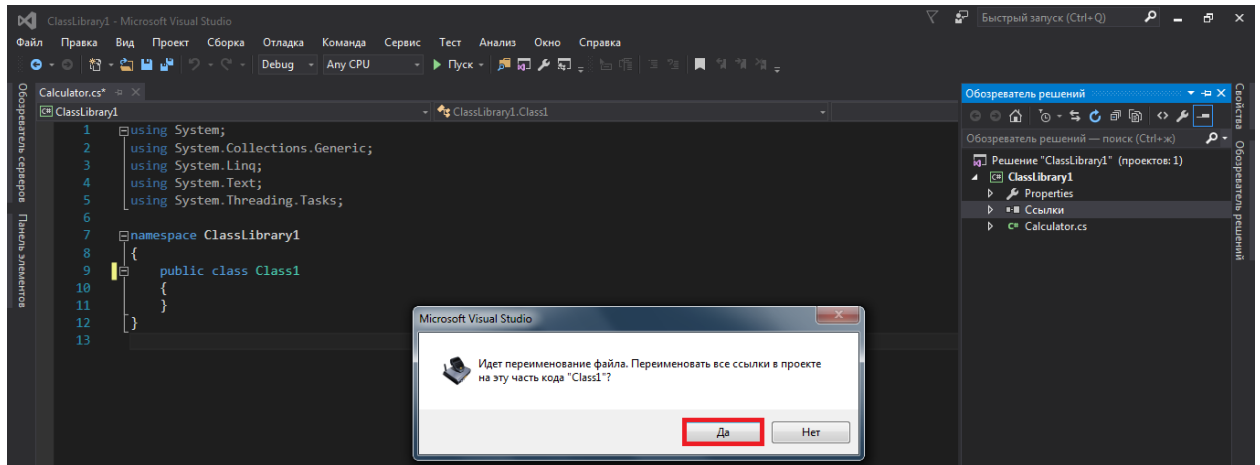 ClassLibrary1 - Microsoft Visual Studio
Быстрый запуск (Ctrl+Q)
Файл Правка Вид Проект Сборка Отладка Команда Сервис Тест Анализ Окно Справка
Debug Any CPU Пуск
Обозреватель серверов
Панель элементов
Calculator.cs*
ClassLibrary1
ClassLibrary1.Class1
1 using System;
2 using System.Collections.Generic;
3 using System.Linq;
4 using System.Text;
5 using System.Threading.Tasks;
6
7 namespace ClassLibrary1
8 {
9 public class Class1
10 {
11 }
12 }
13
Microsoft Visual Studio
Идет переименование файла. Переименовать все ссылки в проекте
на эту часть кода "Class1"?
Да Нет
Обозреватель решений
Обозреватель решений — поиск (Ctrl+ж)
Решение "ClassLibrary1" (проектов: 1)
C# ClassLibrary1
Properties
Ссылки
C# Calculator.cs
Свойства
Обозреватель решений